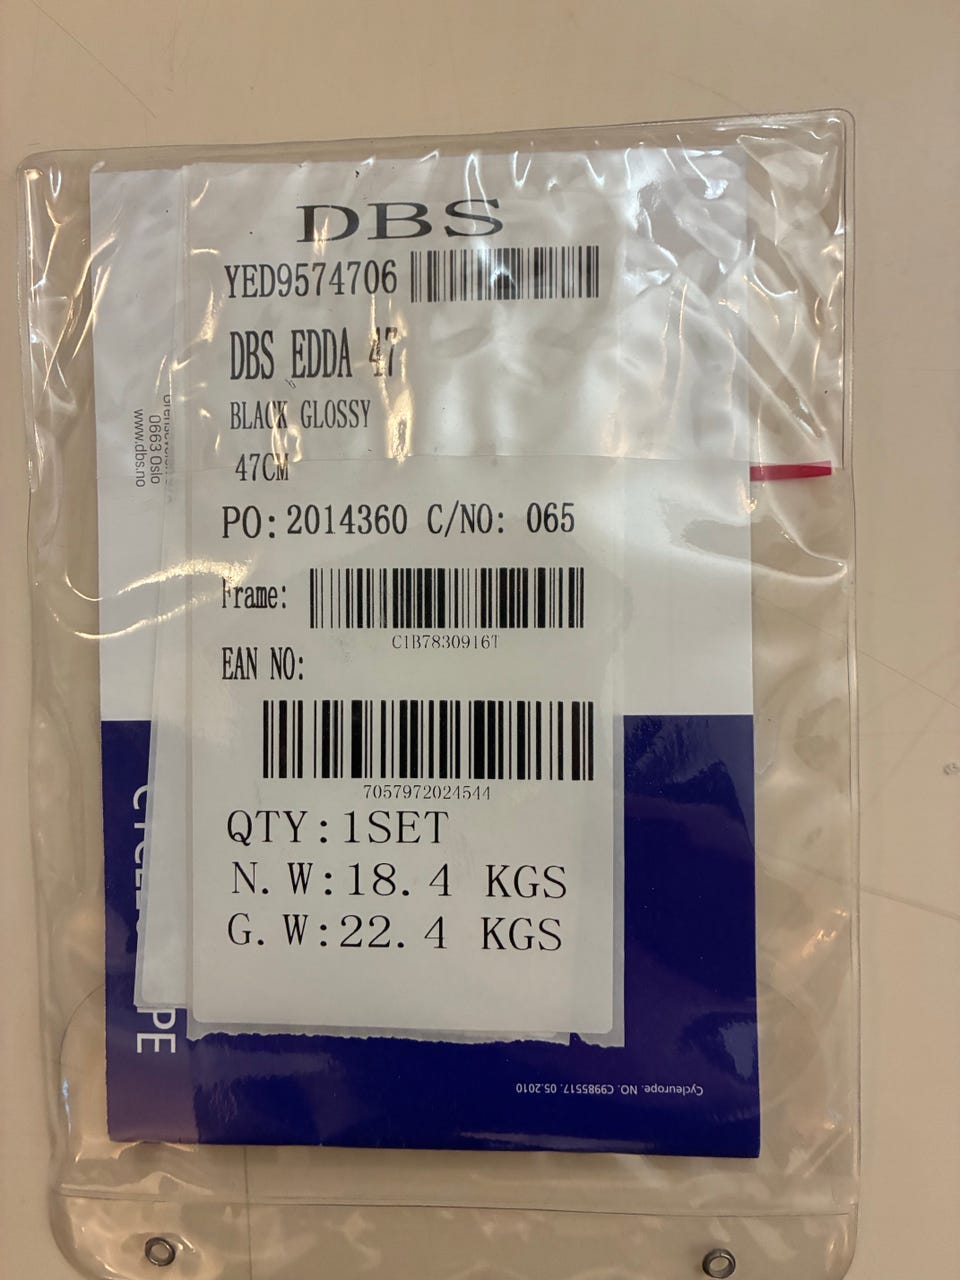 DBS
YED9574706
DBS EDDA 47
BLACK GLOSSY
47CM
PO: 2014360 C/NO: 065
Frame:
C1B7830916T
EAN NO:
7057972024544
QTY: 1SET
N. W: 18. 4 KGS
G. W: 22. 4 KGS
0663 Oslo
www.dbs.no
Cycleurope. NO. C9985517. 05.2010